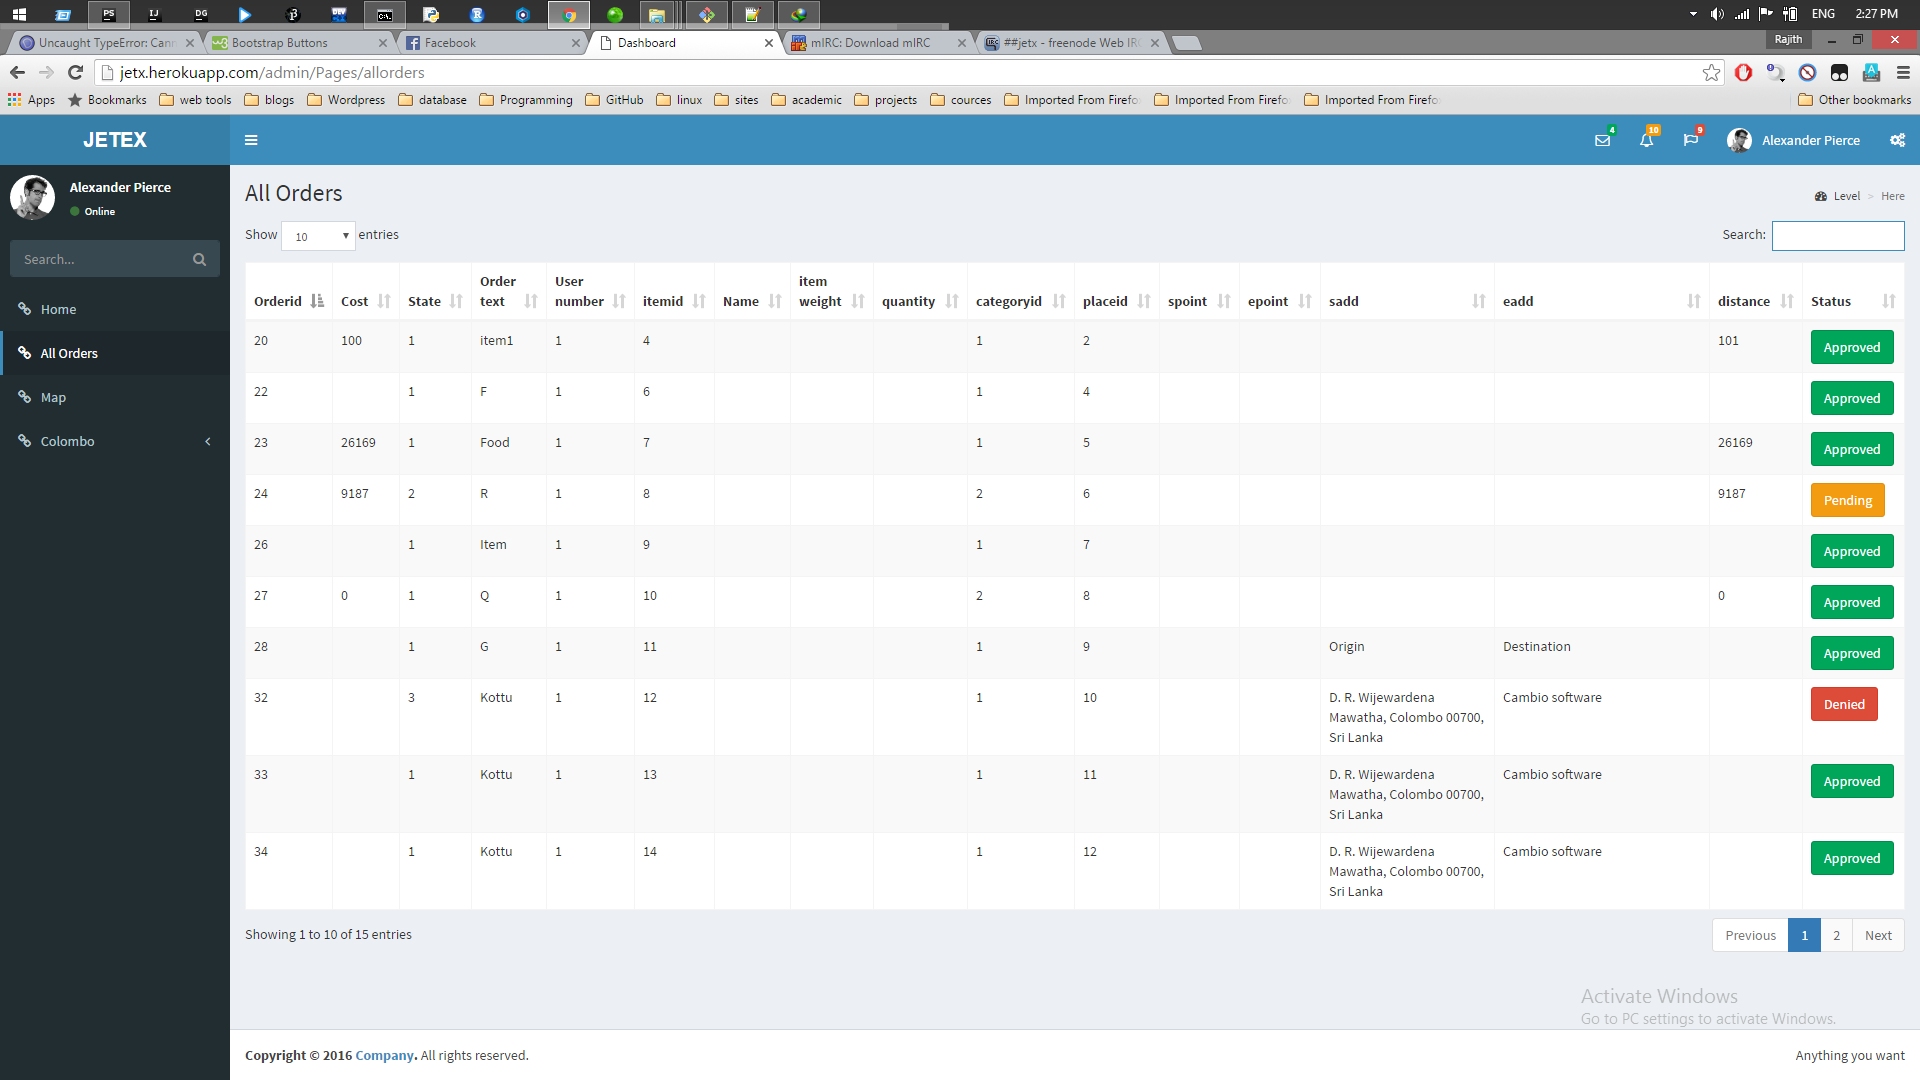 PS IJ DG DEV C:\ R ENG 2:27 PM
Uncaught TypeError: Cann
Bootstrap Buttons
Facebook
Dashboard
mIRC: Download mIRC
##jetx - freenode Web IRC
Rajith
jetx.herokuapp.com/admin/Pages/allorders
Apps Bookmarks web tools blogs Wordpress database Programming GitHub linux sites academic projects cources Imported From Firefo Imported From Firefo Imported From Firefo Other bookmarks
JETEX 4 10 9 Alexander Pierce
Alexander Pierce
Online
Search...
Home
All Orders
Map
Colombo
All Orders
Level > Here
Show 10 entries Search:
Orderid Cost State Order text User number itemid Name item weight quantity categoryid placeid spoint epoint sadd eadd distance Status
20 100 1 item1 1 4 1 2 101 Approved
22 1 F 1 6 1 4 Approved
23 26169 1 Food 1 7 1 5 26169 Approved
24 9187 2 R 1 8 2 6 9187 Pending
26 1 Item 1 9 1 7 Approved
27 0 1 Q 1 10 2 8 0 Approved
28 1 G 1 11 1 9 Origin Destination Approved
32 3 Kottu 1 12 1 10 D. R. Wijewardena Cambio software Denied
Mawatha, Colombo 00700,
Sri Lanka
33 1 Kottu 1 13 1 11 D. R. Wijewardena Cambio software Approved
Mawatha, Colombo 00700,
Sri Lanka
34 1 Kottu 1 14 1 12 D. R. Wijewardena Cambio software Approved
Mawatha, Colombo 00700,
Sri Lanka
Showing 1 to 10 of 15 entries Previous 1 2 Next
Activate Windows
Go to PC settings to activate Windows.
Copyright © 2016 Company. All rights reserved. Anything you want